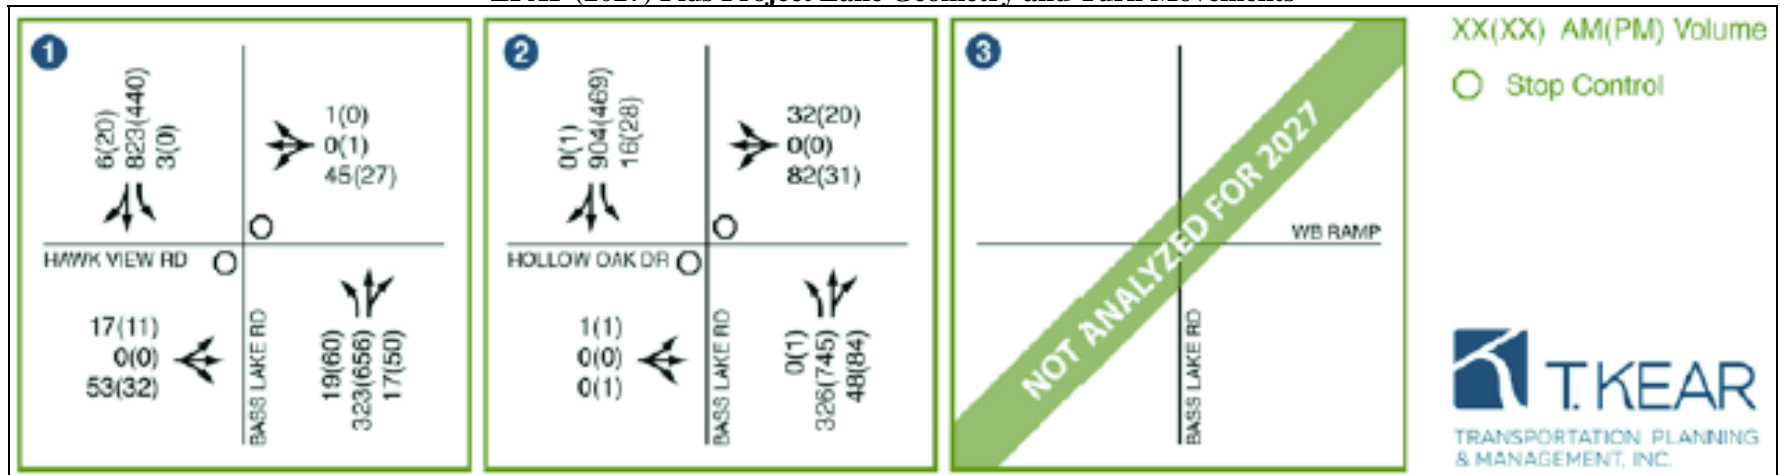 1
6(20)
823(440)
3(0)
1(0)
0(1)
45(27)
HAWK VIEW RD
17(11)
0(0)
53(32)
BASS LAKE RD
19(60)
323(656)
17(50)
2
0(1)
904(469)
16(28)
32(20)
0(0)
82(31)
HOLLOW OAK DR
1(1)
0(0)
0(1)
BASS LAKE RD
0(1)
326(745)
48(84)
3
NOT ANALYZED FOR 2027
WB RAMP
BASS LAKE RD
XX(XX) AM(PM) Volume
Stop Control
T.KEAR
TRANSPORTATION PLANNING
& MANAGEMENT, INC.